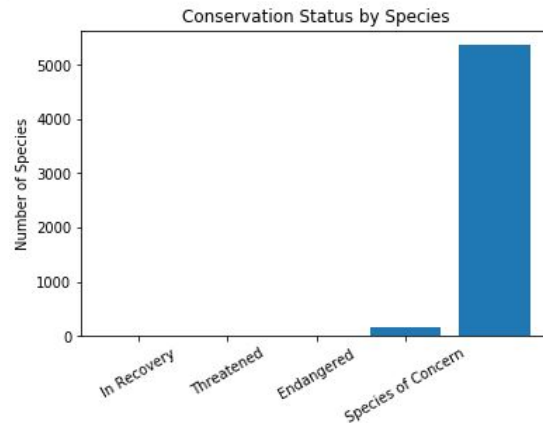 Conservation Status by Species
Number of Species
5000
4000
3000
2000
1000
0
In Recovery
Threatened
Endangered
Species of Concern